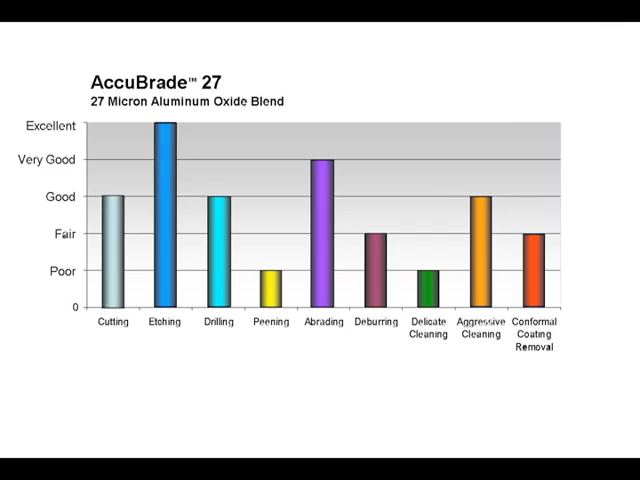 AccuBrade™ 27
27 Micron Aluminum Oxide Blend
Excellent
Very Good
Good
Fair
Poor
0
Cutting
Etching
Drilling
Peening
Abrading
Deburring
Delicate
Cleaning
Aggressive
Cleaning
Conformal
Coating
Removal